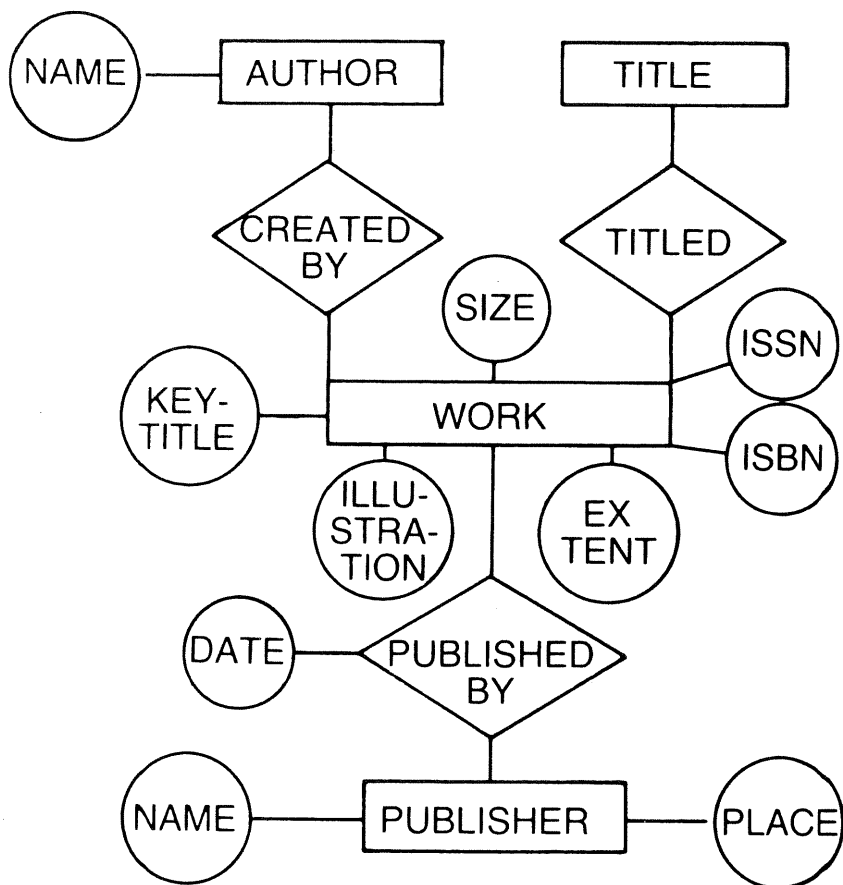 NAME
AUTHOR
TITLE
CREATED
BY
TITLED
SIZE
ISSN
KEY-
TITLE
WORK
ISBN
ILLU-
STRA-
TION
EX
TENT
DATE
PUBLISHED
BY
NAME
PUBLISHER
PLACE